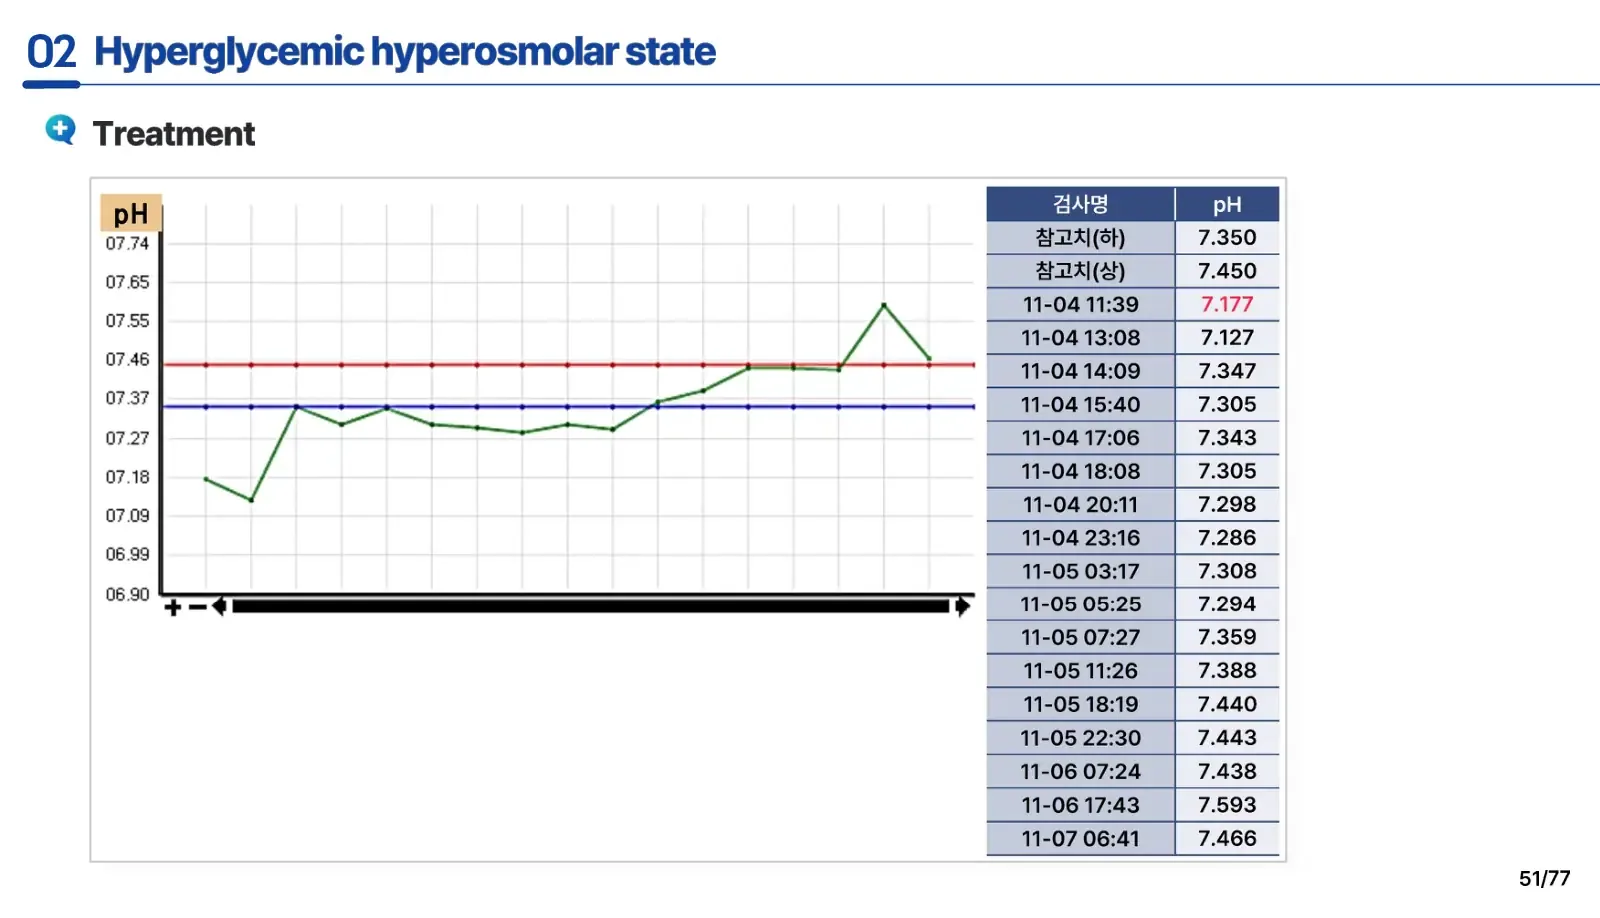 02 Hyperglycemic hyperosmolar state
Treatment
pH
07.74
07.65
07.55
07.46
07.37
07.27
07.18
07.09
06.99
06.90
검사명 pH
참고치(하) 7.350
참고치(상) 7.450
11-04 11:39 7.177
11-04 13:08 7.127
11-04 14:09 7.347
11-04 15:40 7.305
11-04 17:06 7.343
11-04 18:08 7.305
11-04 20:11 7.298
11-04 23:16 7.286
11-05 03:17 7.308
11-05 05:25 7.294
11-05 07:27 7.359
11-05 11:26 7.388
11-05 18:19 7.440
11-05 22:30 7.443
11-06 07:24 7.438
11-06 17:43 7.593
11-07 06:41 7.466
51/77